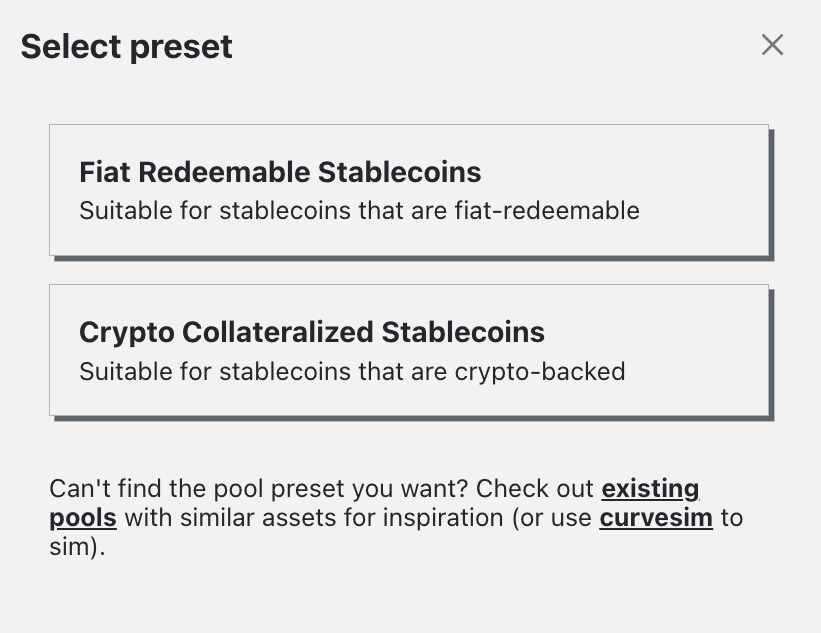 Select preset
Fiat Redeemable Stablecoins
Suitable for stablecoins that are fiat-redeemable
Crypto Collateralized Stablecoins
Suitable for stablecoins that are crypto-backed
Can't find the pool preset you want? Check out existing
pools with similar assets for inspiration (or use curvesim to
sim).